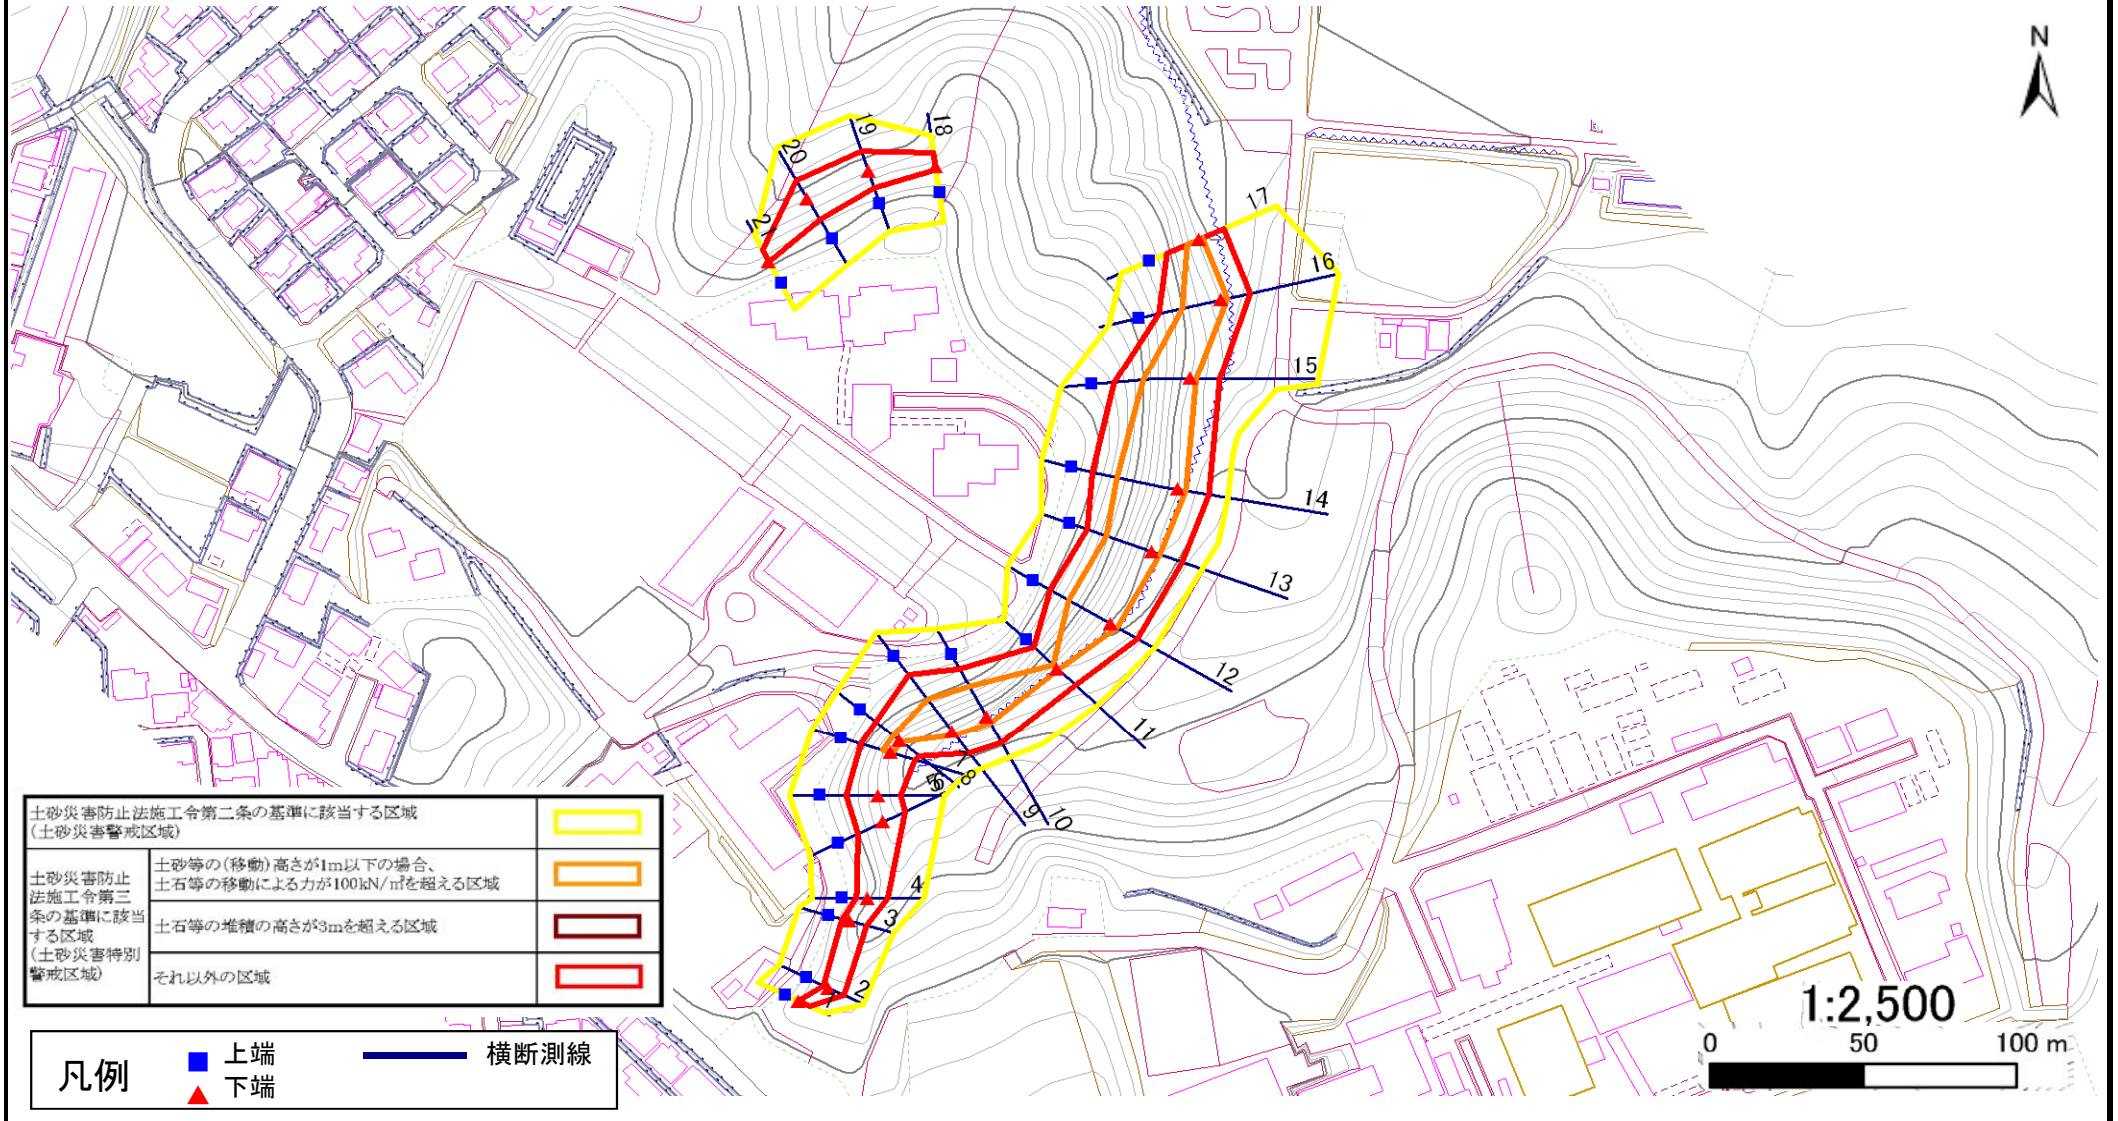 N
19
18
20
21
17
16
15
14
13
12
11
10
9
8
7
6
5
4
3
2
1
土砂災害防止法施工令第二条の基準に該当する区域
(土砂災害警戒区域)
土砂災害防止
法施工令第三
条の基準に該当
する区域
(土砂災害特別
警戒区域)
土砂等の(移動)高さが1m以下の場合、
土石等の移動による力が100kN/㎡を超える区域
土石等の堆積の高さが3mを超える区域
それ以外の区域
凡例
上端
下端
横断測線
1:2,500
0 50 100 m